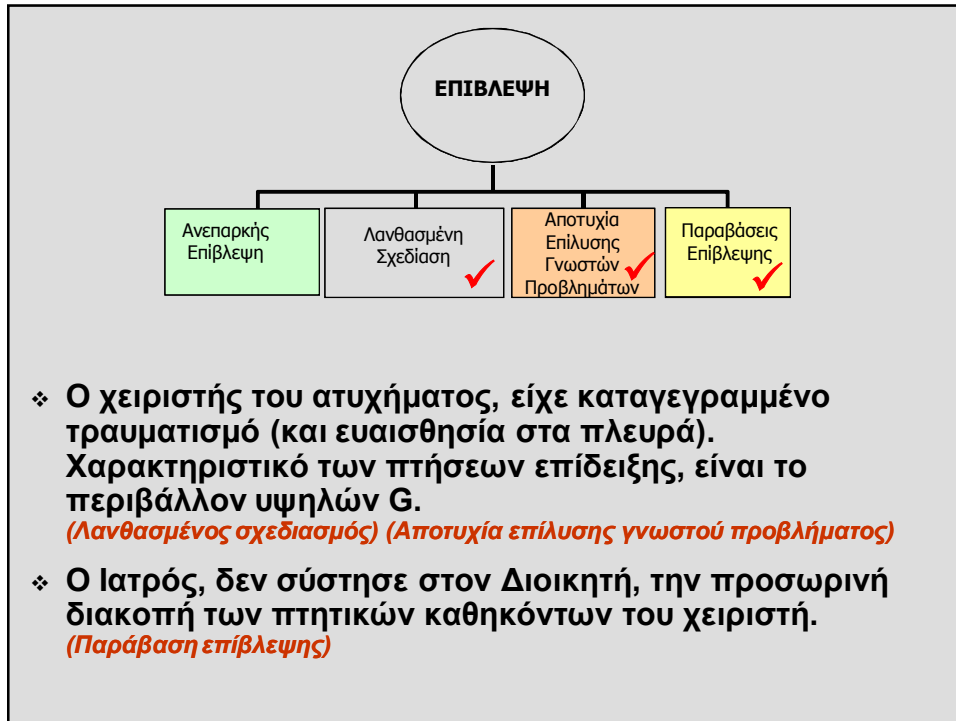 ΕΠΙΒΛΕΨΗ
Ανεπαρκής
Επίβλεψη
Λανθασμένη
Σχεδίαση
Αποτυχία
Επίλυσης
Γνωστών
Προβλημάτων
Παραβάσεις
Επίβλεψης
❖ Ο χειριστής του ατυχήματος, είχε καταγεγραμμένο
τραυματισμό (και ευαισθησία στα πλευρά).
Χαρακτηριστικό των πτήσεων επίδειξης, είναι το
περιβάλλον υψηλών G.
(Λανθασμένος σχεδιασμός) (Αποτυχία επίλυσης γνωστού προβλήματος)
❖ Ο Ιατρός, δεν σύστησε στον Διοικητή, την προσωρινή
διακοπή των πτητικών καθηκόντων του χειριστή.
(Παράβαση επίβλεψης)